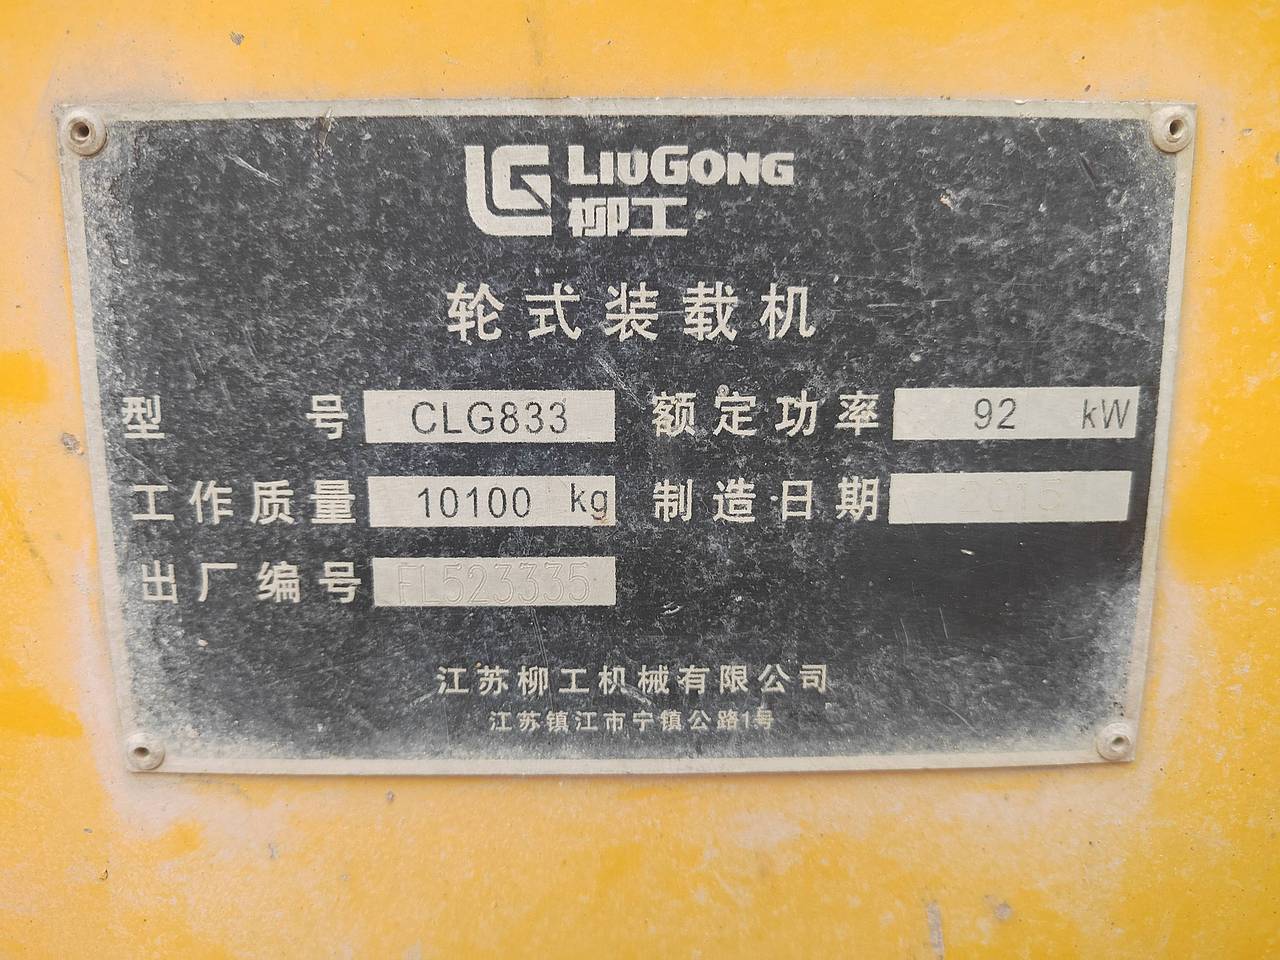 LG LIUGONG
柳工
轮式装载机
型号 CLG833 额定功率 92 kW
工作质量 10100 kg 制造日期 2015
出厂编号 FL523335
江苏柳工机械有限公司
江苏镇江市宁镇公路1号